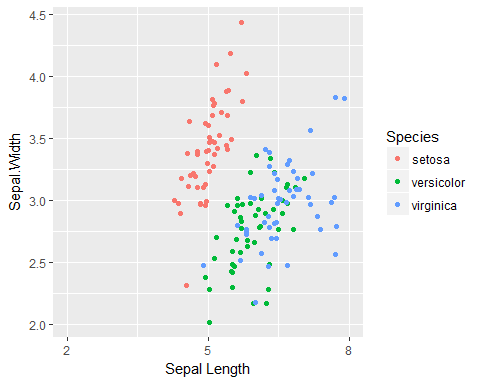 4.5
4.0
3.5
3.0
2.5
2.0
Sepal.Width
2
5
8
Sepal Length
Species
setosa
versicolor
virginica